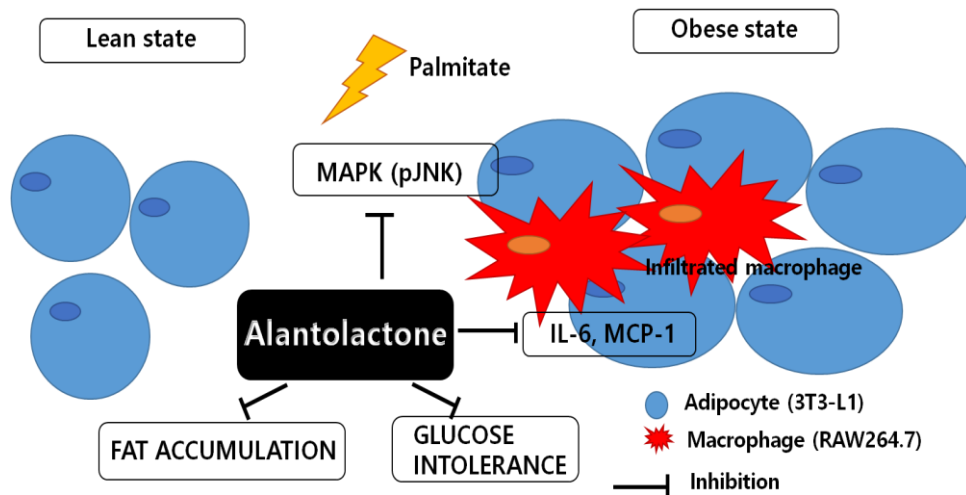 Lean state
Obese state
Palmitate
MAPK (pJNK)
Infiltrated macrophage
Alantolactone
IL-6, MCP-1
FAT ACCUMULATION
GLUCOSE
INTOLERANCE
Adipocyte (3T3-L1)
Macrophage (RAW264.7)
Inhibition